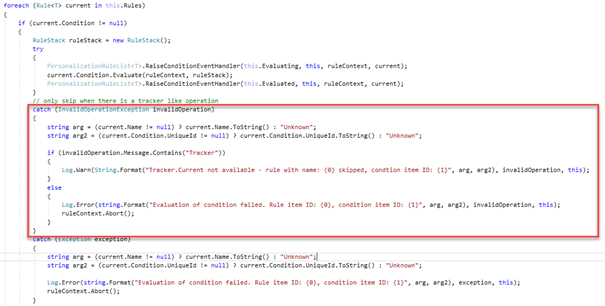 foreach (Rule<T> current in this.Rules)
{
if (current.Condition != null)
{
RuleStack ruleStack = new RuleStack();
try
{
PersonalizationRuleList<T>.RaiseConditionEventHandler(this.Evaluating, this, ruleContext, current);
current.Condition.Evaluate(ruleContext, ruleStack);
PersonalizationRuleList<T>.RaiseConditionEventHandler(this.Evaluated, this, ruleContext, current);
}
// only skip when there is a tracker like operation
catch (InvalidOperationException invalidOperation)
{
string arg = (current.Name != null) ? current.Name.ToString() : "Unknown";
string arg2 = (current.Condition.UniqueId != null) ? current.Condition.UniqueId.ToString() : "Unknown";
if (invalidOperation.Message.Contains("Tracker"))
{
Log.Warn(String.Format("Tracker.Current not available - rule with name: {0} skipped, condtion item ID: {1}", arg, arg2), invalidOperation, this);
}
else
{
Log.Error(string.Format("Evaluation of condition failed. Rule item ID: {0}, condition item ID: {1}", arg, arg2), invalidOperation, this);
ruleContext.Abort();
}
}
catch (Exception exception)
{
string arg = (current.Name != null) ? current.Name.ToString() : "Unknown";
string arg2 = (current.Condition.UniqueId != null) ? current.Condition.UniqueId.ToString() : "Unknown";
Log.Error(string.Format("Evaluation of condition failed. Rule item ID: {0}, condition item ID: {1}", arg, arg2), exception, this);
ruleContext.Abort();
}